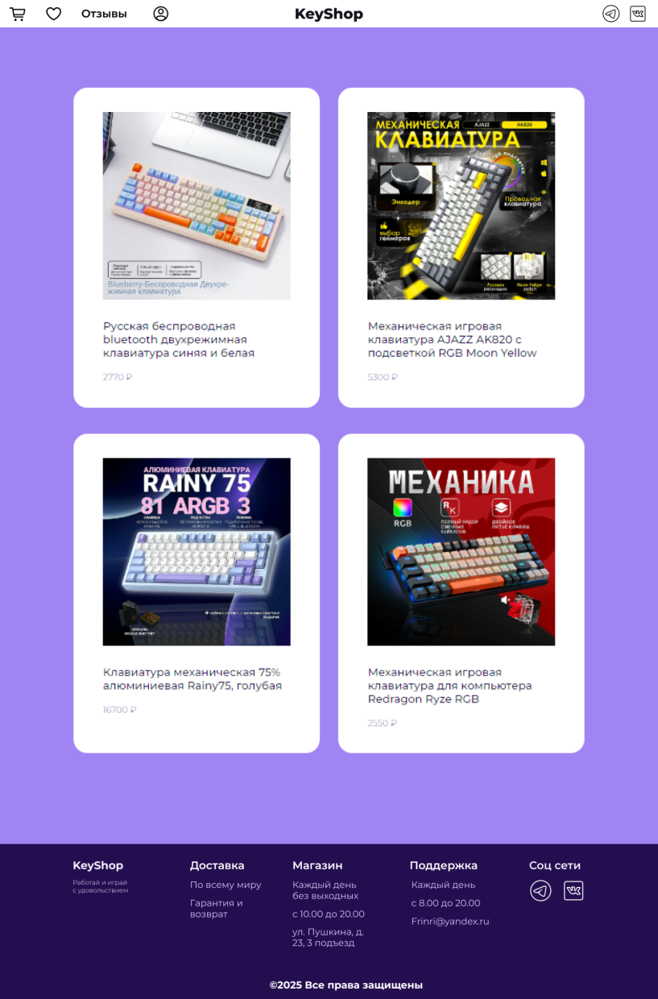 Отзывы
KeyShop
Blueberry-Беспроводная Двухре-
жимная клавиатура
Русская беспроводная
bluetooth двухрежимная
клавиатура синяя и белая
2770 ₽
МЕХАНИЧЕСКАЯ AJAZZ AK820
КЛАВИАТУРА
rgb подсветка
Энкодер
Проводная
клавиатура
выбор
геймеров
Русская
раскладка
Moon Yellow
switch
Механическая игровая
клавиатура AJAZZ AK820 с
подсветкой RGB Moon Yellow
5300 ₽
АЛЮМИНИЕВАЯ КЛАВИАТУРА
RAINY 75
81 ARGB 3
Клавиатура механическая 75%
алюминиевая Rainy75, голубая
16700 ₽
МЕХАНИКА
RGB
RK
ПОЛНЫЙ НАБОР
СМЕННЫХ
КЕЙКАПОВ
ДВОЙНОЕ
ЛИТЬЕ КЛАВИШ
Механическая игровая
клавиатура для компьютера
Redragon Ryze RGB
2550 ₽
KeyShop
Работай и играй
с удовольствием
Доставка
По всему миру
Гарантия и
возврат
Магазин
Каждый день
без выходных
с 10.00 до 20.00
ул. Пушкина, д.
23, 3 подъезд
Поддержка
Каждый день
с 8.00 до 20.00
Frinri@yandex.ru
Соц сети
©2025 Все права защищены